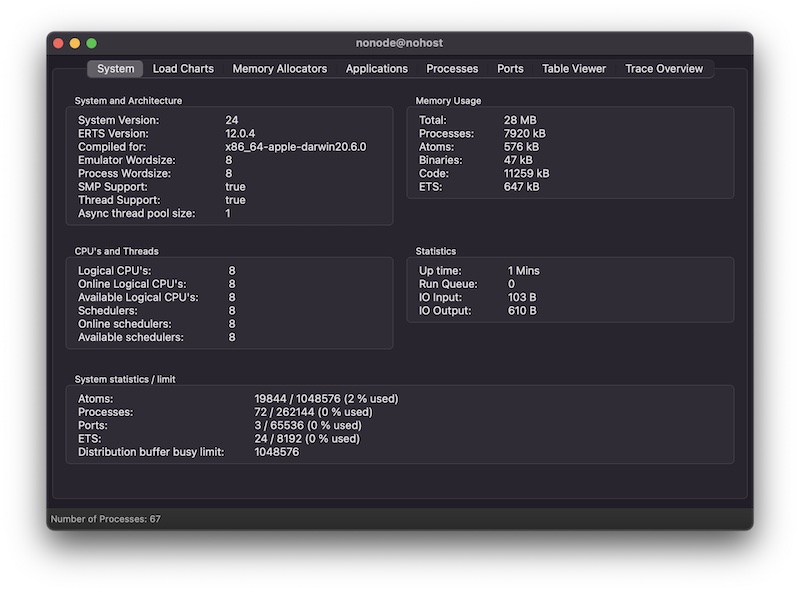 nonode@nohost
System Load Charts Memory Allocators Applications Processes Ports Table Viewer Trace Overview
System and Architecture
System Version: 24
ERTS Version: 12.0.4
Compiled for: x86_64-apple-darwin20.6.0
Emulator Wordsize: 8
Process Wordsize: 8
SMP Support: true
Thread Support: true
Async thread pool size: 1
Memory Usage
Total: 28 MB
Processes: 7920 kB
Atoms: 576 kB
Binaries: 47 kB
Code: 11259 kB
ETS: 647 kB
CPU's and Threads
Logical CPU's: 8
Online Logical CPU's: 8
Available Logical CPU's: 8
Schedulers: 8
Online schedulers: 8
Available schedulers: 8
Statistics
Up time: 1 Mins
Run Queue: 0
IO Input: 103 B
IO Output: 610 B
System statistics / limit
Atoms: 19844 / 1048576 (2 % used)
Processes: 72 / 262144 (0 % used)
Ports: 3 / 65536 (0 % used)
ETS: 24 / 8192 (0 % used)
Distribution buffer busy limit: 1048576
Number of Processes: 67